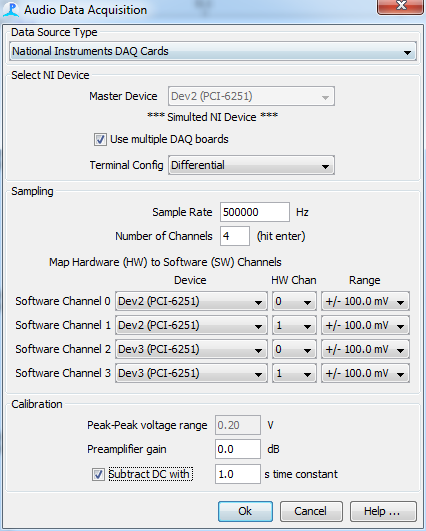 Audio Data Acquisition
Data Source Type
National Instruments DAQ Cards
Select NI Device
Master Device Dev2 (PCI-6251)
*** Simulted NI Device ***
Use multiple DAQ boards
Terminal Config Differential
Sampling
Sample Rate 500000 Hz
Number of Channels 4 (hit enter)
Map Hardware (HW) to Software (SW) Channels
Device HW Chan Range
Software Channel 0 Dev2 (PCI-6251) 0 +/- 100.0 mV
Software Channel 1 Dev2 (PCI-6251) 1 +/- 100.0 mV
Software Channel 2 Dev3 (PCI-6251) 0 +/- 100.0 mV
Software Channel 3 Dev3 (PCI-6251) 1 +/- 100.0 mV
Calibration
Peak-Peak voltage range 0.20 V
Preamplifier gain 0.0 dB
Subtract DC with 1.0 s time constant
Ok Cancel Help ...